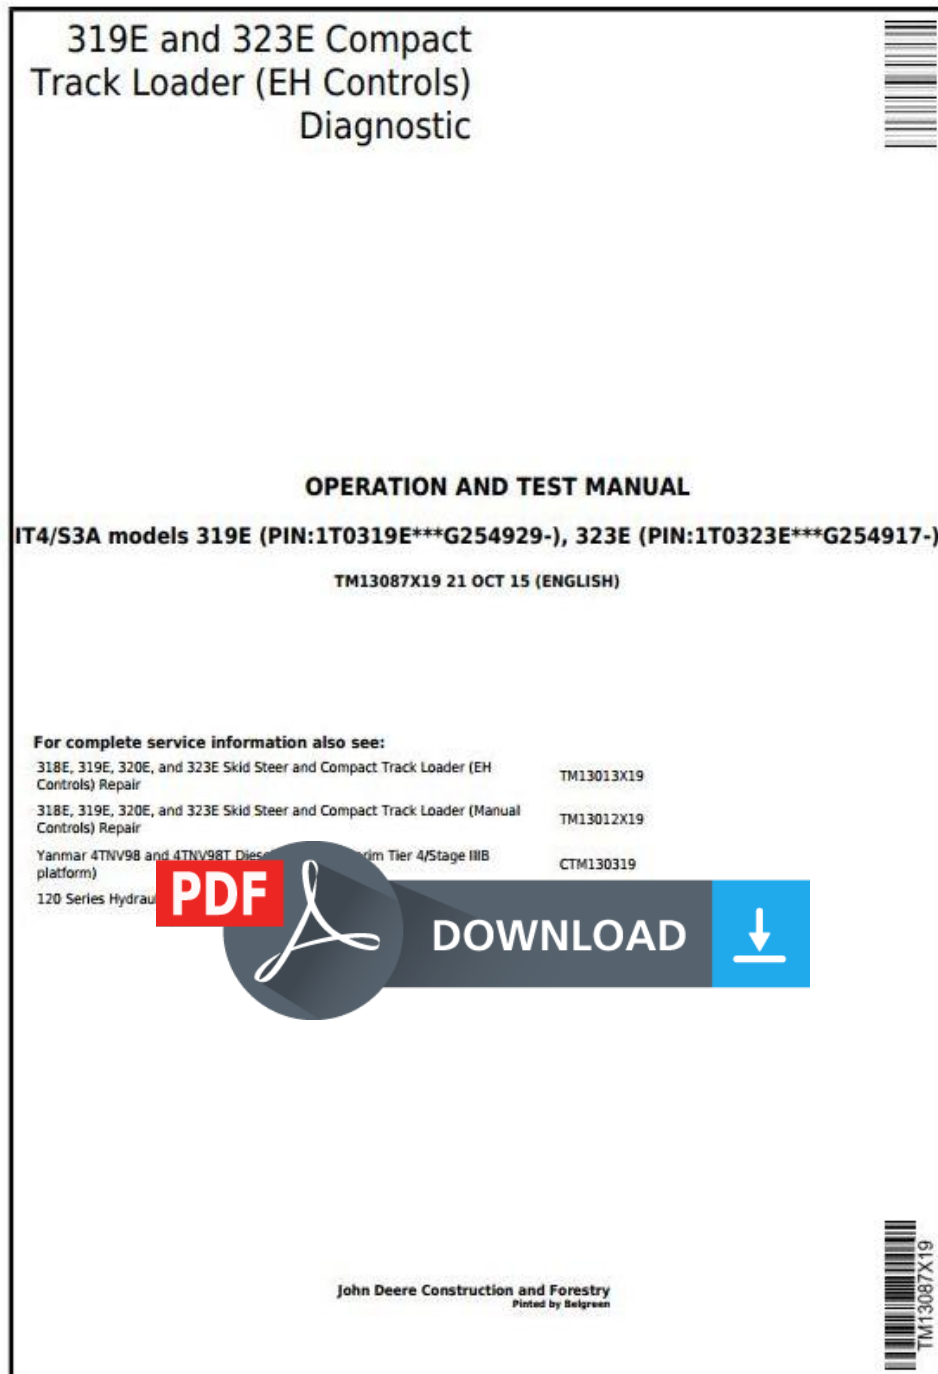 319E and 323E Compact
Track Loader (EH Controls)
Diagnostic
OPERATION AND TEST MANUAL
IT4/S3A models 319E (PIN:1T0319E***G254929-), 323E (PIN:1T0323E***G254917-)
TM13087X19 21 OCT 15 (ENGLISH)
For complete service information also see:
318E, 319E, 320E, and 323E Skid Steer and Compact Track Loader (EH
Controls) Repair
TM13013X19
318E, 319E, 320E, and 323E Skid Steer and Compact Track Loader (Manual
Controls) Repair
TM13012X19
Yanmar 4TNV98 and 4TNV98T Tier 4/Stage IIIB
platform)
CTM130319
120 Series
PDF
DOWNLOAD
John Deere Construction and Forestry
Pinted by Belgreen
TM13087X19